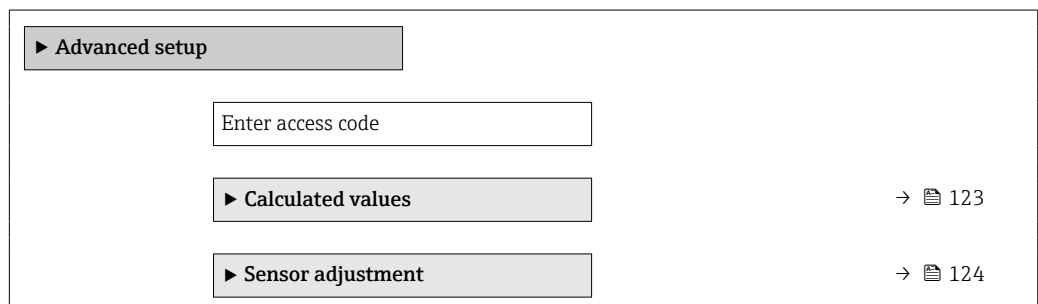 ▶ Advanced setup
Enter access code
▶ Calculated values → 🖹 123
▶ Sensor adjustment → 🖹 124